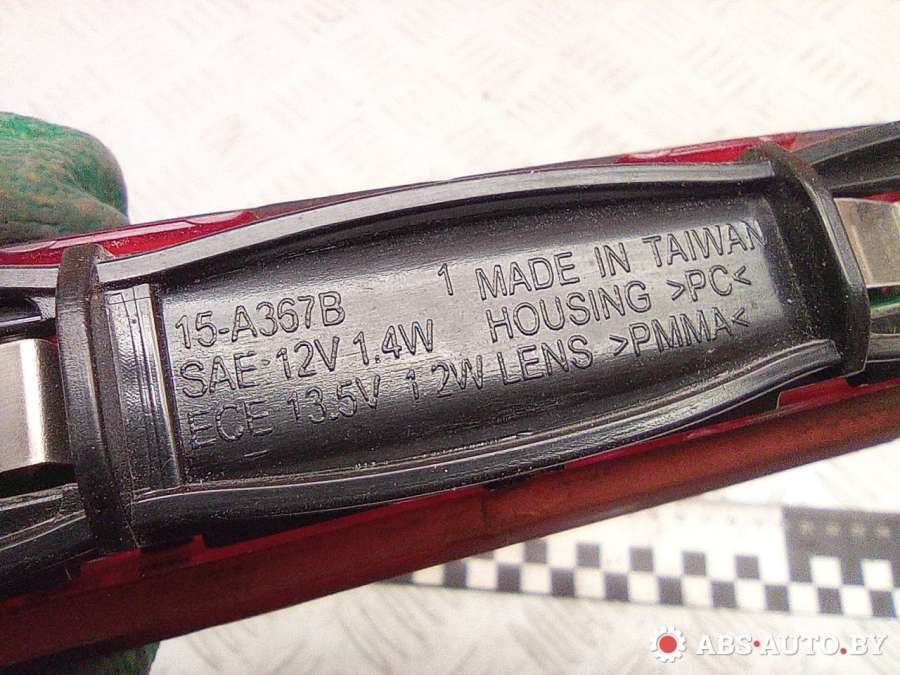 15-A367B
SAE: 12V 1.4W
ECE 13.5V 1.2W
1
MADE IN TAIWAN
HOUSING >PC<
LENS >PMMA<
ABS-AUTO.BY